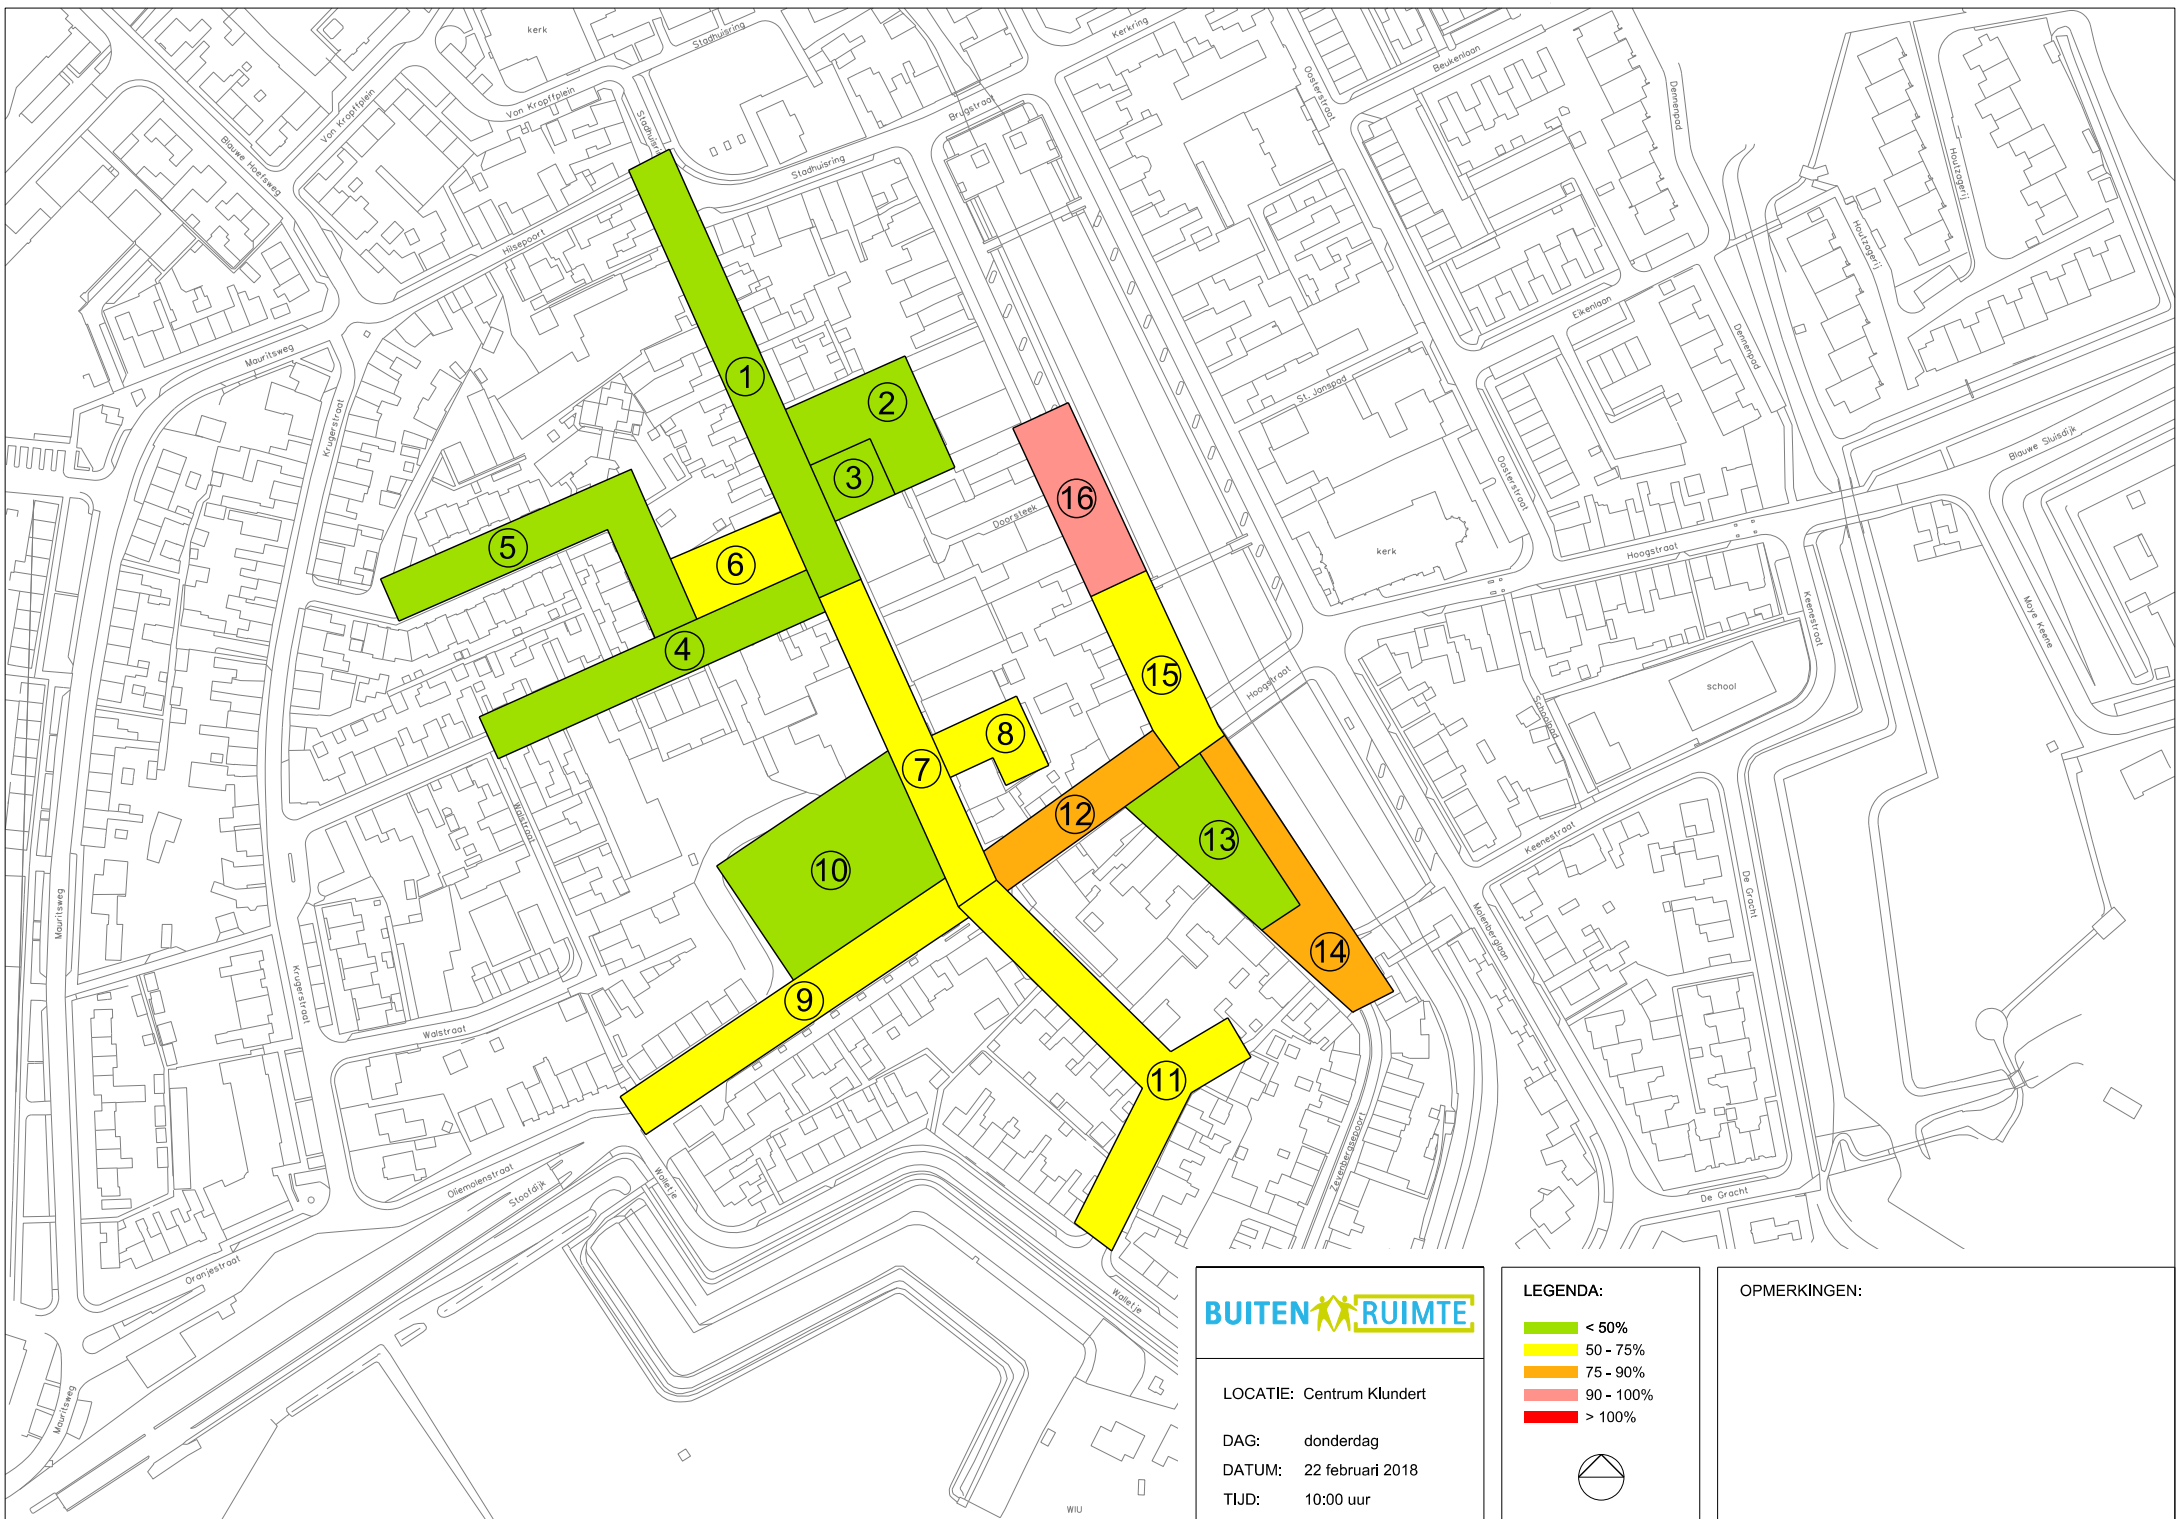 kerk
Stadhuisring
Kerkring
Beukenlaan
Oosterstraat
Dennenpad
Von Kropffplein
Von Kropffplein
Blauwe Hoefsweg
Brugstraat
Stadhuisring
Houtzagerij
Houtzagerij
Hilsepoort
Eikenlaan
Dennenpad
Mauritsweg
Krugerstraat
St. Janspad
1
2
3
Blauwe Sluisdijk
Oosterstraat
16
Doorsteek
5
6
kerk
Hoogstraat
Keenestraat
Moye Keene
4
15
Hoogstraat
school
Schoolpad
8
7
Walstraat
12
13
Keenestraat
10
De Gracht
Mauritsweg
Molenberglaan
14
9
Krugerstraat
Walstraat
11
Zevenbergsepoort
Oliemolenstraat
Stoofdijk
Walletje
De Gracht
Oranjestraat
Walletje
Mauritsweg
WIU
BUITEN RUIMTE
LOCATIE: Centrum Klundert
DAG: donderdag
DATUM: 22 februari 2018
TIJD: 10:00 uur
LEGENDA:
< 50%
50 - 75%
75 - 90%
90 - 100%
> 100%
OPMERKINGEN: